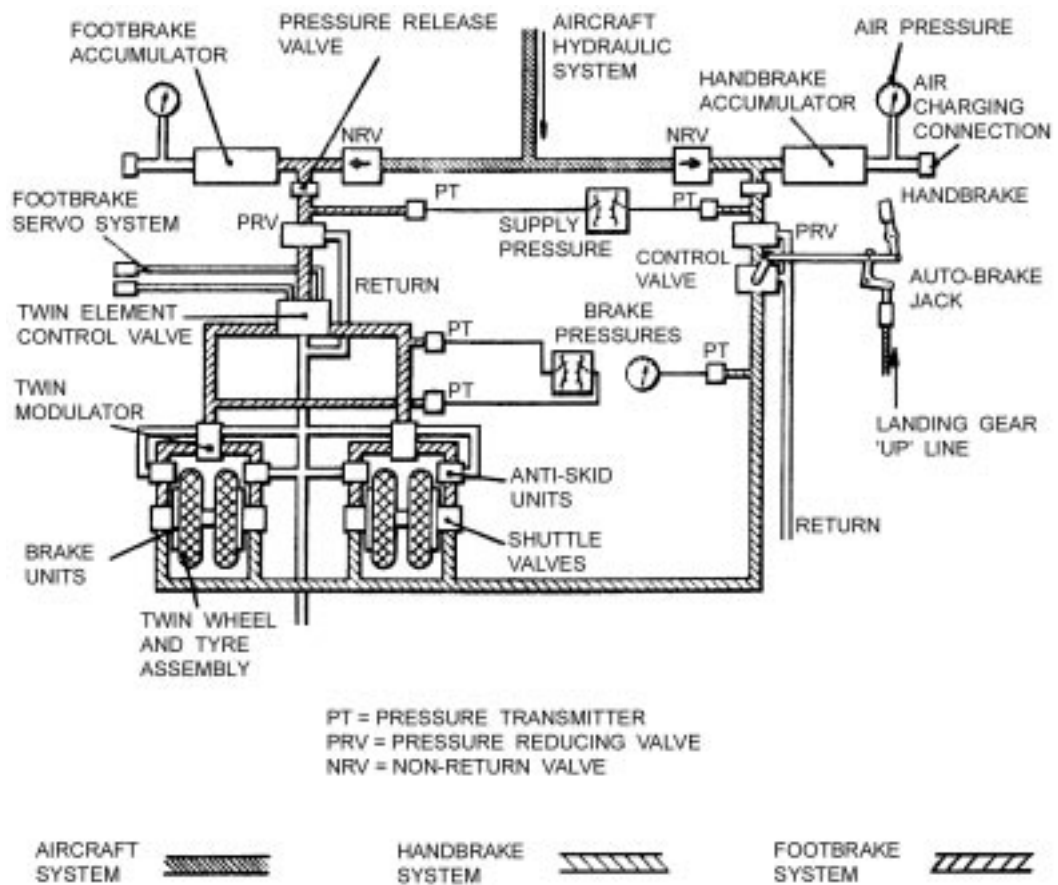 FOOTBRAKE
ACCUMULATOR
PRESSURE RELEASE
VALVE
AIRCRAFT
HYDRAULIC
SYSTEM
AIR PRESSURE
HANDBRAKE
ACCUMULATOR
AIR
CHARGING
CONNECTION
NRV
NRV
FOOTBRAKE
SERVO SYSTEM
PRV
PT
SUPPLY
PRESSURE
PT
HANDBRAKE
PRV
CONTROL
VALVE
RETURN
AUTO-BRAKE
JACK
TWIN ELEMENT
CONTROL VALVE
BRAKE
PRESSURES
PT
PT
PT
TWIN
MODULATOR
LANDING GEAR
'UP' LINE
ANTI-SKID
UNITS
RETURN
SHUTTLE
VALVES
BRAKE
UNITS
TWIN WHEEL
AND TYRE
ASSEMBLY
PT = PRESSURE TRANSMITTER
PRV = PRESSURE REDUCING VALVE
NRV = NON-RETURN VALVE
AIRCRAFT
SYSTEM
HANDBRAKE
SYSTEM
FOOTBRAKE
SYSTEM